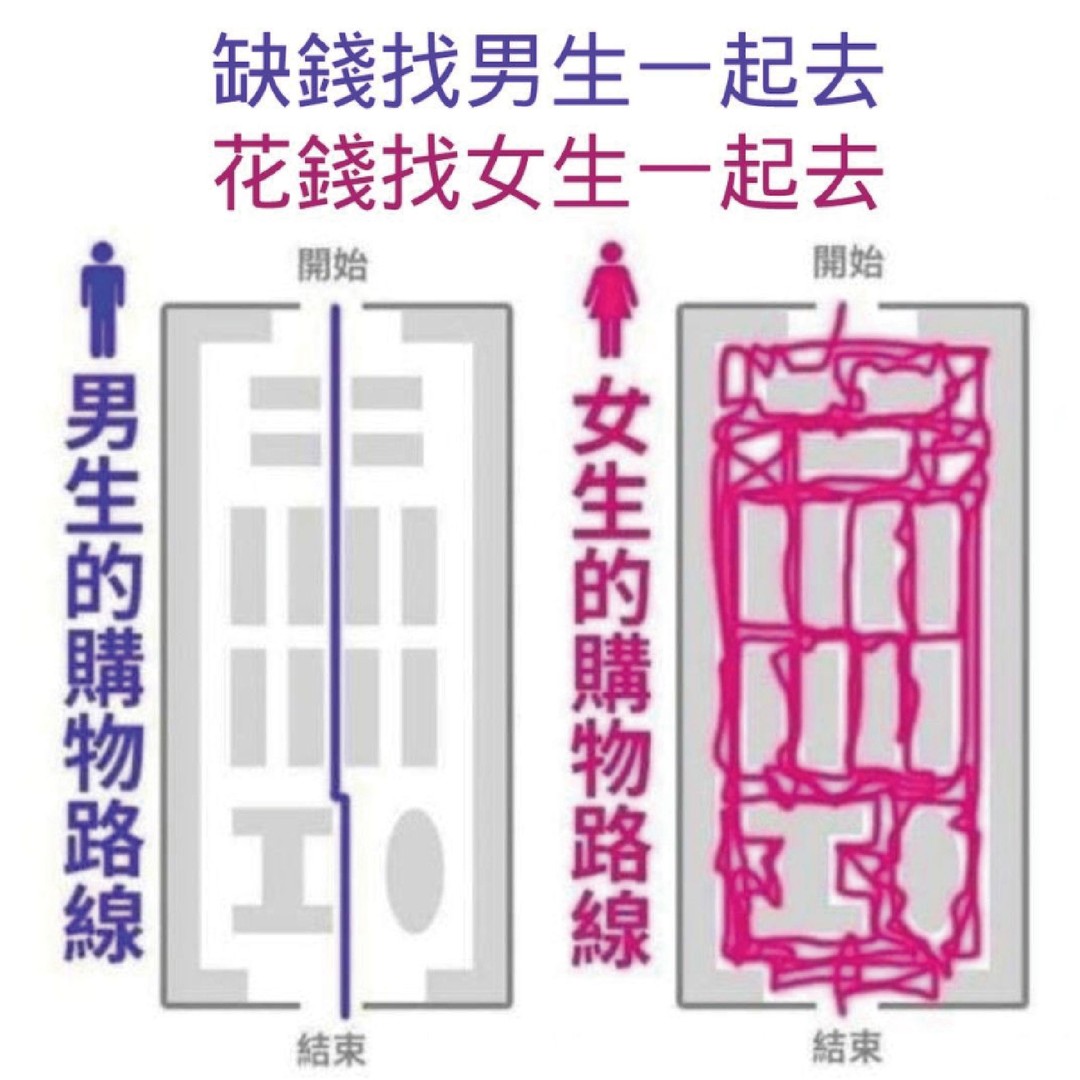 缺錢找男生一起去
花錢找女生一起去
開始
男生的購物路線
結束
開始
女生的購物路線
結束